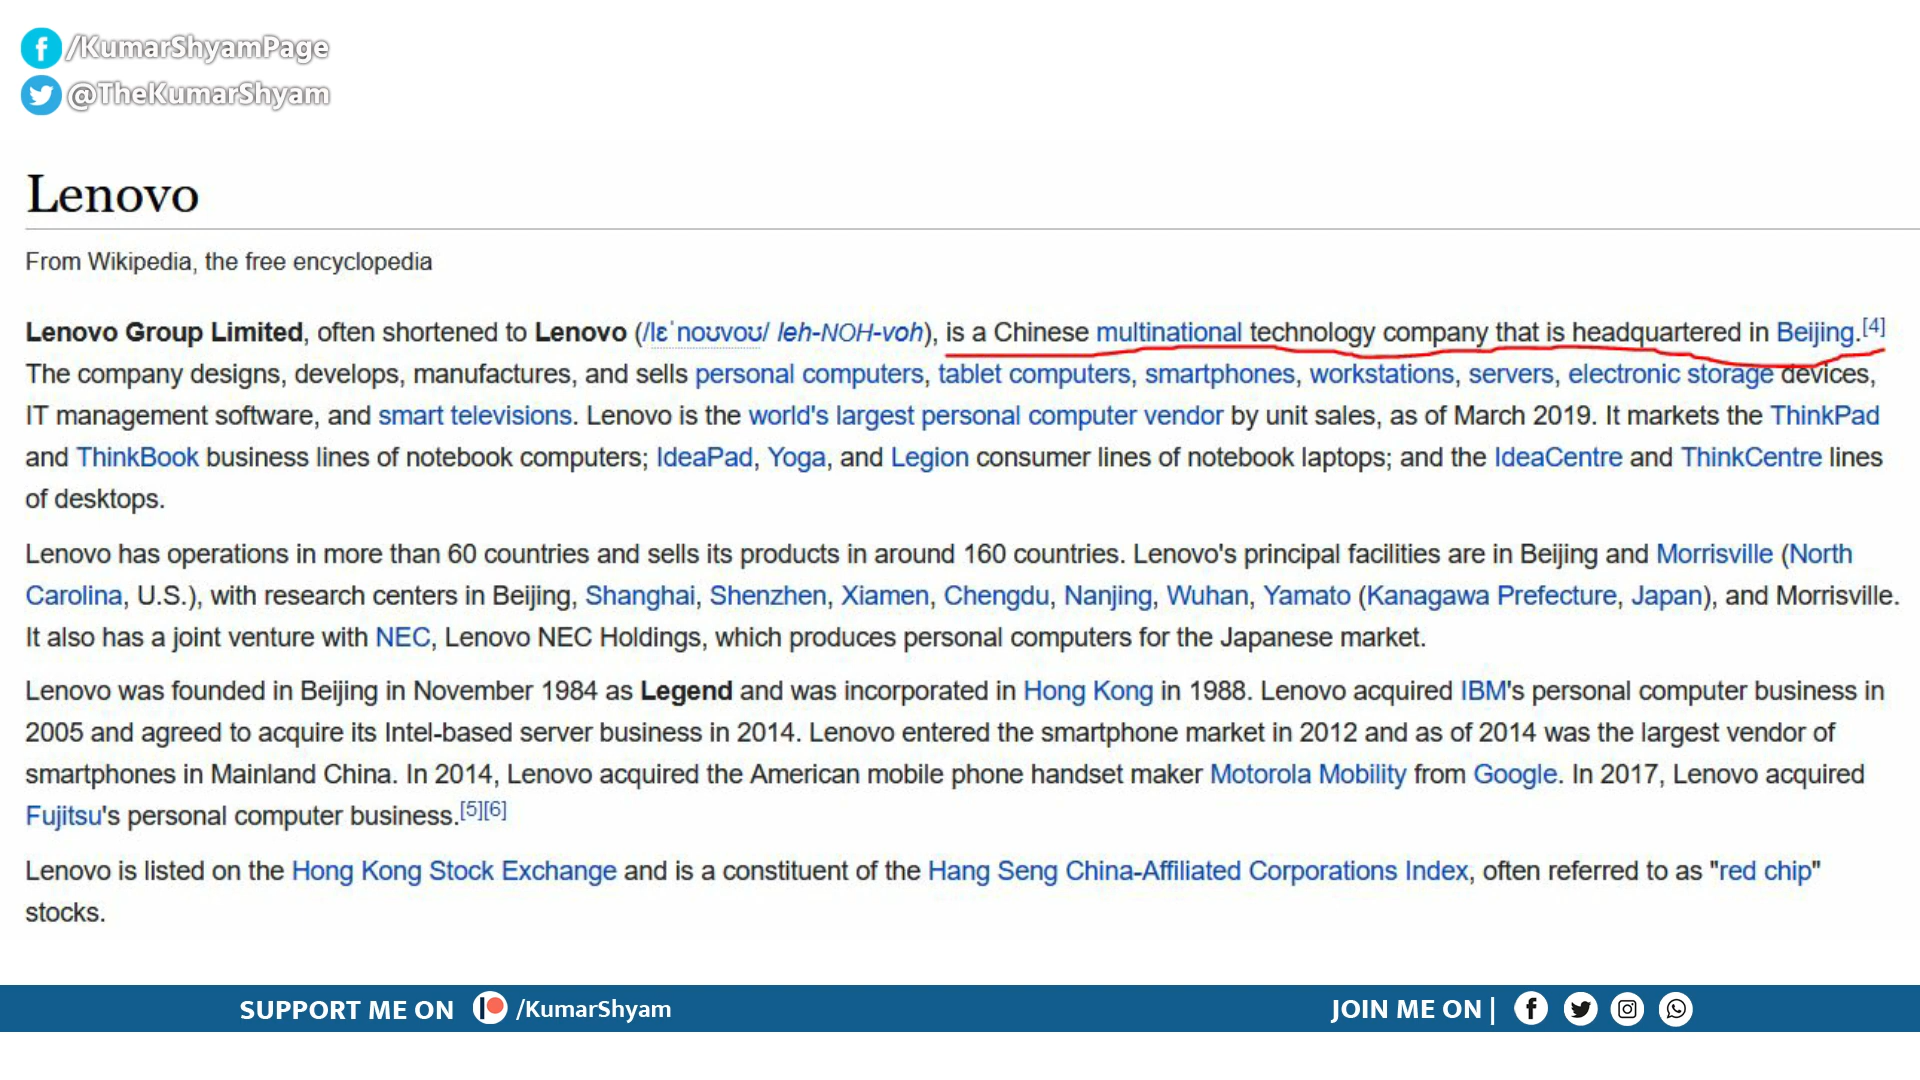 /KumarShyamPage
@TheKumarShyam
Lenovo
From Wikipedia, the free encyclopedia
Lenovo Group Limited, often shortened to Lenovo (/lɛˈnoʊvoʊ/ leh-NOH-voh), is a Chinese multinational technology company that is headquartered in Beijing.[4]
The company designs, develops, manufactures, and sells personal computers, tablet computers, smartphones, workstations, servers, electronic storage devices,
IT management software, and smart televisions. Lenovo is the world's largest personal computer vendor by unit sales, as of March 2019. It markets the ThinkPad
and ThinkBook business lines of notebook computers; IdeaPad, Yoga, and Legion consumer lines of notebook laptops; and the IdeaCentre and ThinkCentre lines
of desktops.
Lenovo has operations in more than 60 countries and sells its products in around 160 countries. Lenovo's principal facilities are in Beijing and Morrisville (North
Carolina, U.S.), with research centers in Beijing, Shanghai, Shenzhen, Xiamen, Chengdu, Nanjing, Wuhan, Yamato (Kanagawa Prefecture, Japan), and Morrisville.
It also has a joint venture with NEC, Lenovo NEC Holdings, which produces personal computers for the Japanese market.
Lenovo was founded in Beijing in November 1984 as Legend and was incorporated in Hong Kong in 1988. Lenovo acquired IBM's personal computer business in
2005 and agreed to acquire its Intel-based server business in 2014. Lenovo entered the smartphone market in 2012 and as of 2014 was the largest vendor of
smartphones in Mainland China. In 2014, Lenovo acquired the American mobile phone handset maker Motorola Mobility from Google. In 2017, Lenovo acquired
Fujitsu's personal computer business.[5][6]
Lenovo is listed on the Hong Kong Stock Exchange and is a constituent of the Hang Seng China-Affiliated Corporations Index, often referred to as "red chip"
stocks.
SUPPORT ME ON /KumarShyam JOIN ME ON |